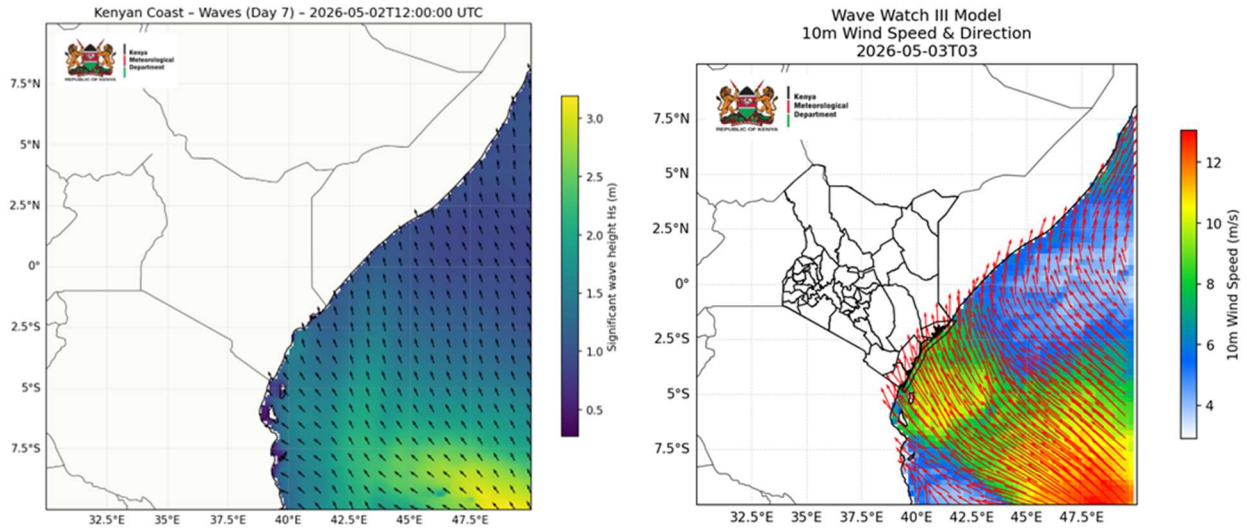 Kenyan Coast – Waves (Day 7) – 2026-05-02T12:00:00 UTC
Kenya
Meteorological
Department
REPUBLIC OF KENYA
7.5°N
5°N
2.5°N
0°
2.5°S
5°S
7.5°S
32.5°E 35°E 37.5°E 40°E 42.5°E 45°E 47.5°E
3.0
2.5
2.0
1.5
1.0
0.5
Significant wave height Hs (m)
Wave Watch III Model
10m Wind Speed & Direction
2026-05-03T03
Kenya
Meteorological
Department
REPUBLIC OF KENYA
7.5°N
5°N
2.5°N
0°
2.5°S
5°S
7.5°S
32.5°E 35°E 37.5°E 40°E 42.5°E 45°E 47.5°E
12
10
8
6
4
10m Wind Speed (m/s)